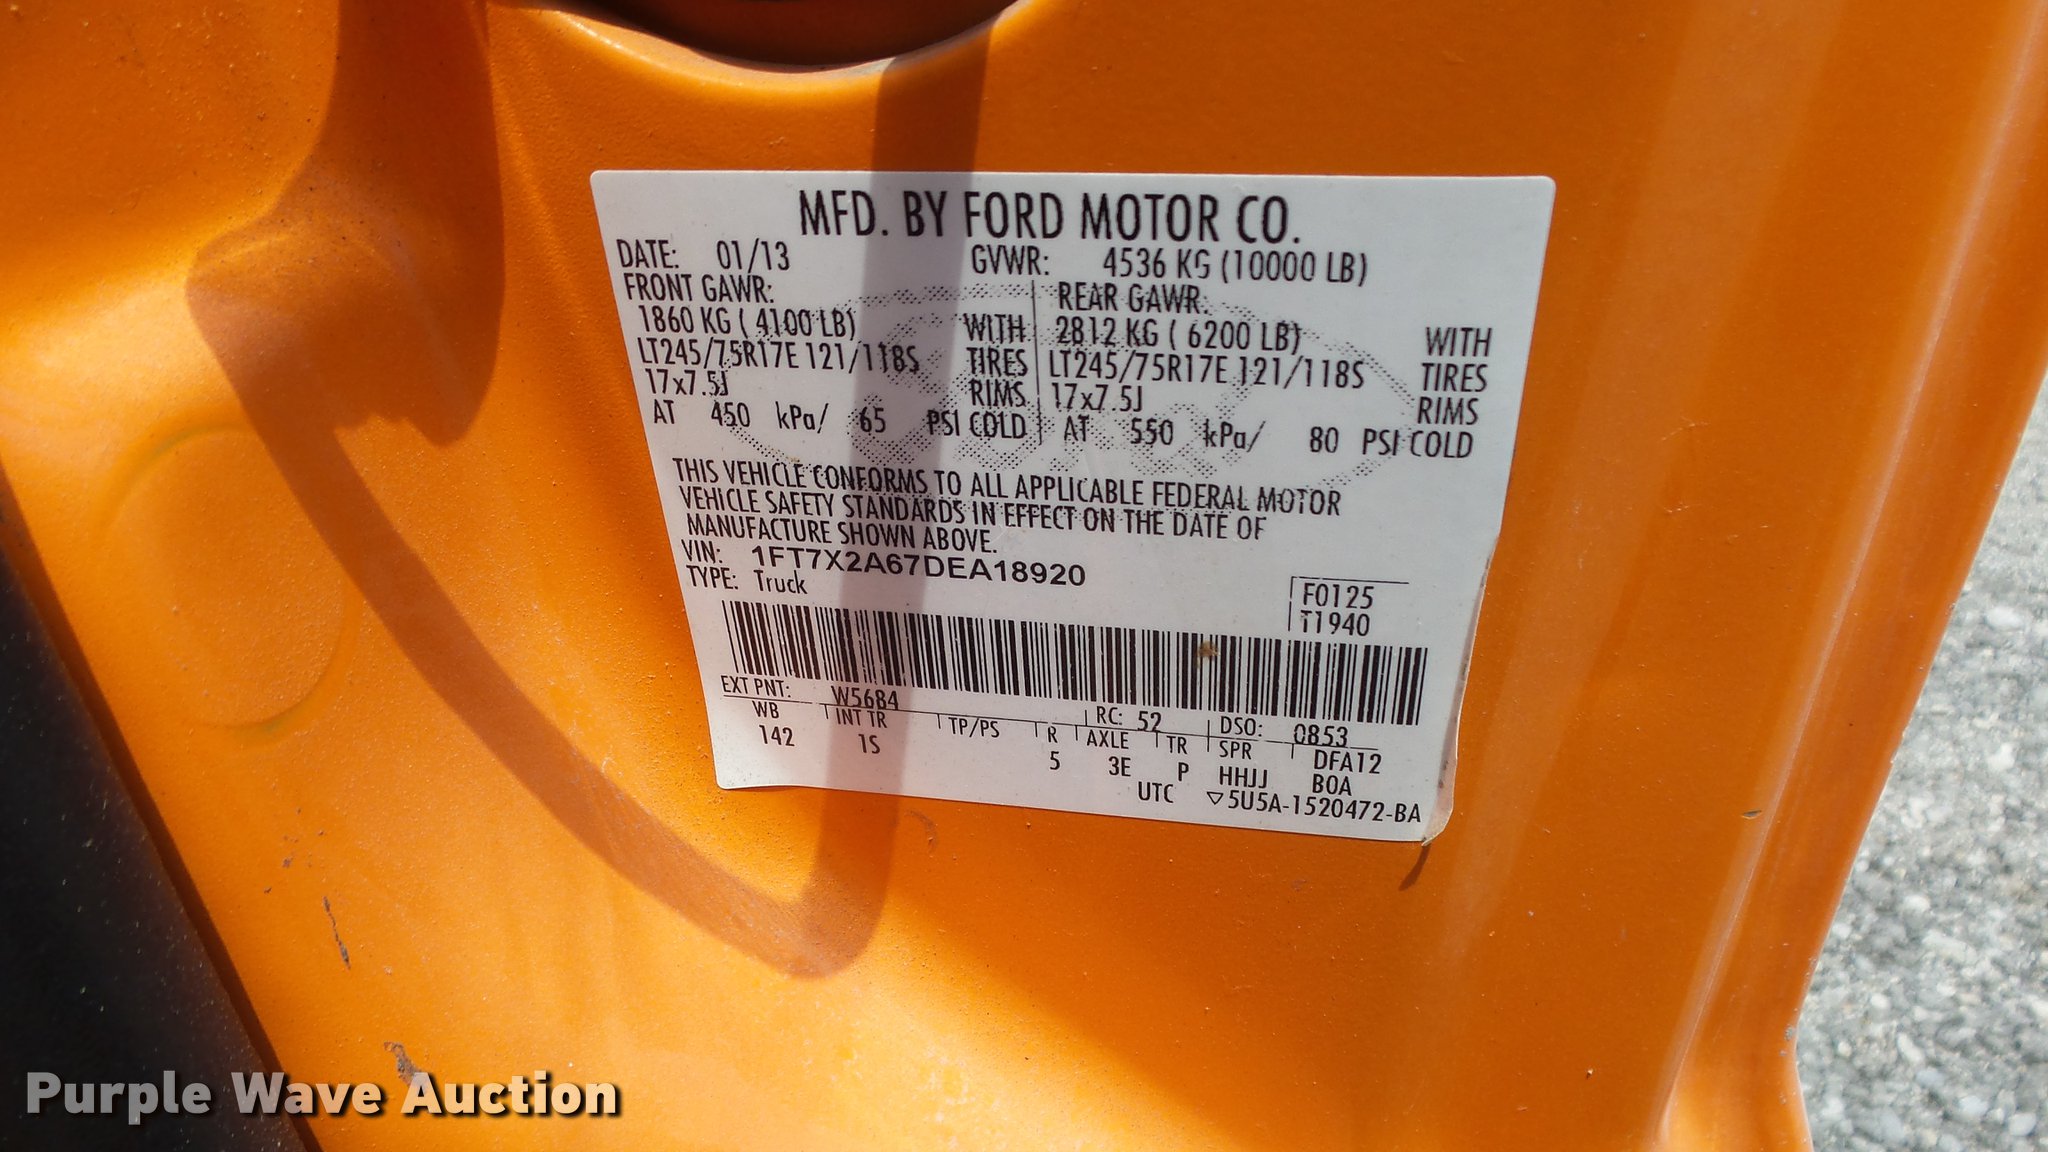 MFD. BY FORD MOTOR CO.
DATE: 01/13 GVWR: 4536 KG (10000 LB)
FRONT GAWR: REAR GAWR:
1860 KG ( 4100 LB) WITH 2812 KG ( 6200 LB) WITH
LT245/75R17E 121/118S TIRES LT245/75R17E 121/118S TIRES
17x7.5J RIMS 17x7.5J RIMS
AT 450 kPa/ 65 PSI COLD AT 550 kPa/ 80 PSI COLD
THIS VEHICLE CONFORMS TO ALL APPLICABLE FEDERAL MOTOR
VEHICLE SAFETY STANDARDS IN EFFECT ON THE DATE OF
MANUFACTURE SHOWN ABOVE.
VIN: 1FT7X2A67DEA18920
TYPE: Truck
F0125
T1940
EXT PNT: W5684 RC: 52 DSO: 0853
WB INT TR TP/PS R AXLE TR SPR DFA12
142 1S 5 3E P HHJJ B0A
UTC ▽5U5A-1520472-BA
Purple Wave Auction